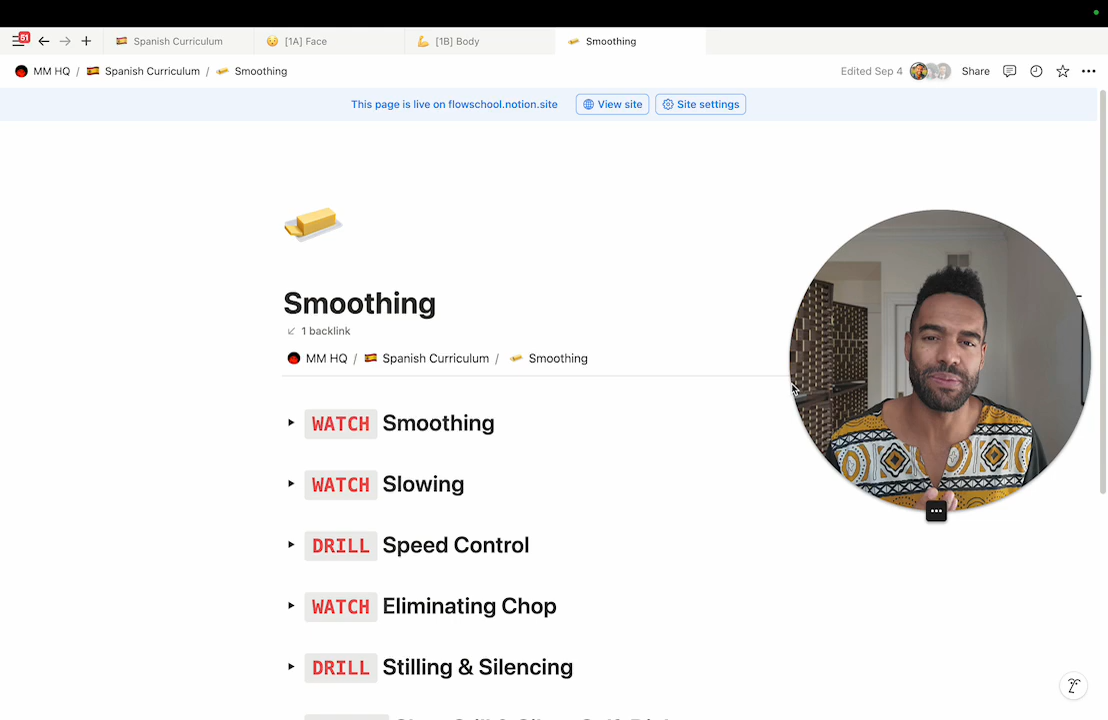 51
Spanish Curriculum
[1A] Face
[1B] Body
Smoothing
MM HQ / Spanish Curriculum / Smoothing
Edited Sep 4
Share
This page is live on flowschool.notion.site
View site
Site settings
Smoothing
1 backlink
MM HQ / Spanish Curriculum / Smoothing
WATCH Smoothing
WATCH Slowing
DRILL Speed Control
WATCH Eliminating Chop
DRILL Stilling & Silencing